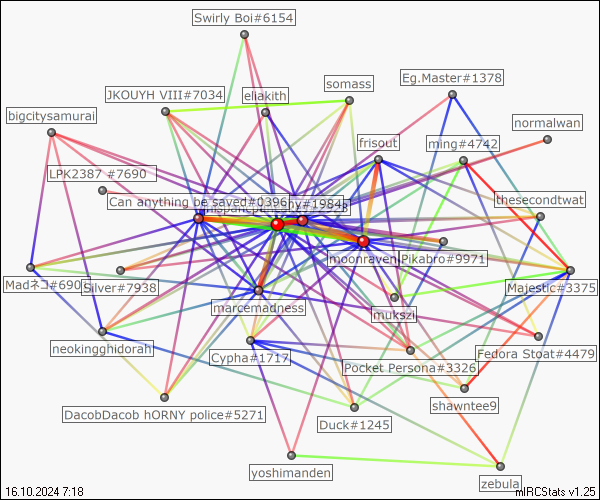 Swirly Boi#6154
Eg.Master#1378
somass
JKOUYH VIII#7034
eliakith
bigcitysamurai
normalwan
frisout
ming#4742
LPK2387 #7690
Can anything be saved#0396
hy#1984
thesecondtwat
moonraven
Pikabro#9971
Madネコ#690
Silver#7938
Majestic#3375
marcemadness
mukszi
neokingghidorah
Cypha#1717
Fedora Stoat#4479
Pocket Persona#3326
shawntee9
DacobDacob hORNY police#5271
Duck#1245
yoshimanden
zebula
16.10.2024 7:18
mIRCStats v1.25